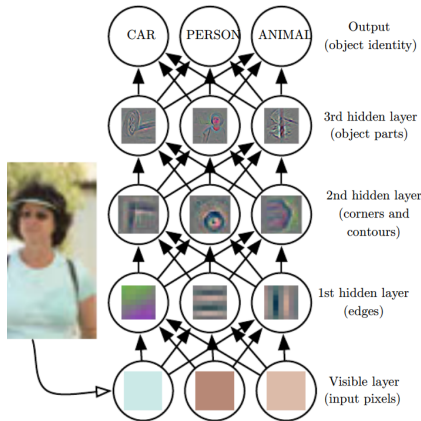 CAR PERSON ANIMAL
Output
(object identity)
3rd hidden layer
(object parts)
2nd hidden layer
(corners and
contours)
1st hidden layer
(edges)
Visible layer
(input pixels)